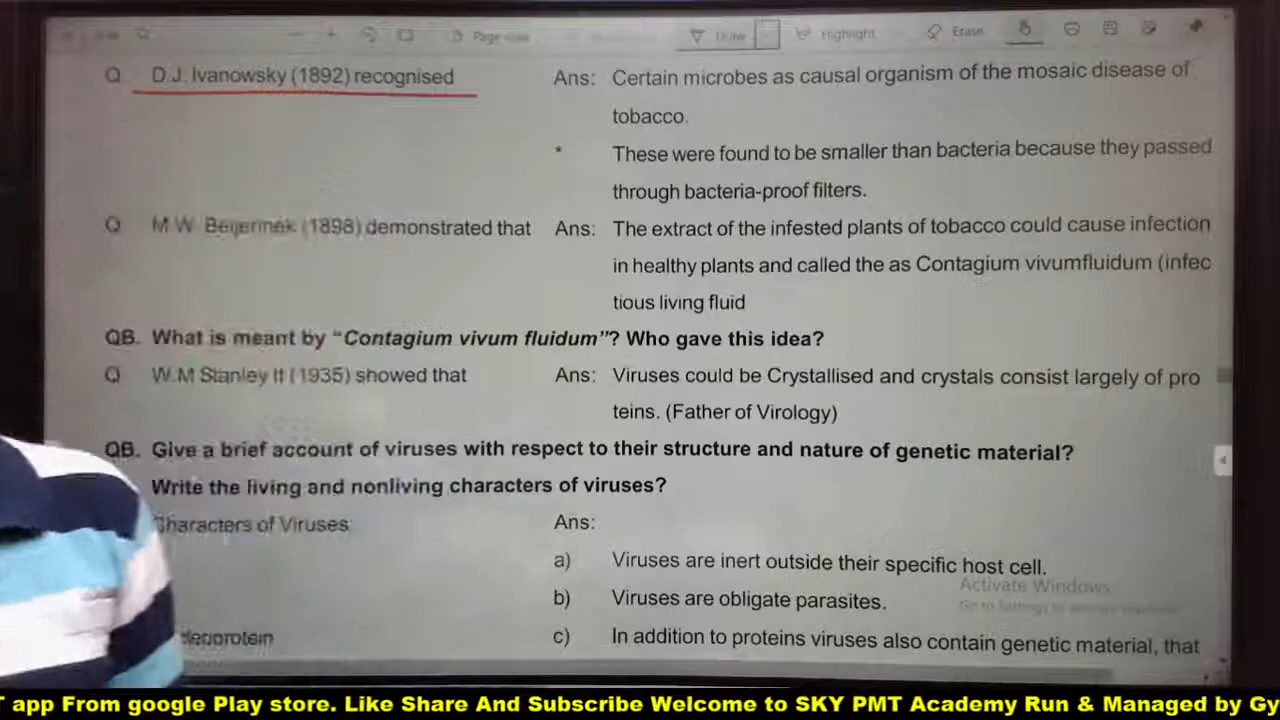 Page view
Draw
Highlight
Erase
Q D.J. Ivanowsky (1892) recognised Ans: Certain microbes as causal organism of the mosaic disease of
tobacco.
* These were found to be smaller than bacteria because they passed
through bacteria-proof filters.
Q M.W. Beijerinek (1898) demonstrated that Ans: The extract of the infested plants of tobacco could cause infection
in healthy plants and called the as Contagium vivumfluidum (infec
tious living fluid
QB. What is meant by "Contagium vivum fluidum"? Who gave this idea?
Q W.M Stanley It (1935) showed that Ans: Viruses could be Crystallised and crystals consist largely of pro
teins. (Father of Virology)
QB. Give a brief account of viruses with respect to their structure and nature of genetic material?
Write the living and nonliving characters of viruses?
Characters of Viruses Ans:
a) Viruses are inert outside their specific host cell.
Activate Windows
b) Viruses are obligate parasites.
c) In addition to proteins viruses also contain genetic material, that
T app From google Play store. Like Share And Subscribe Welcome to SKY PMT Academy Run & Managed by Gy